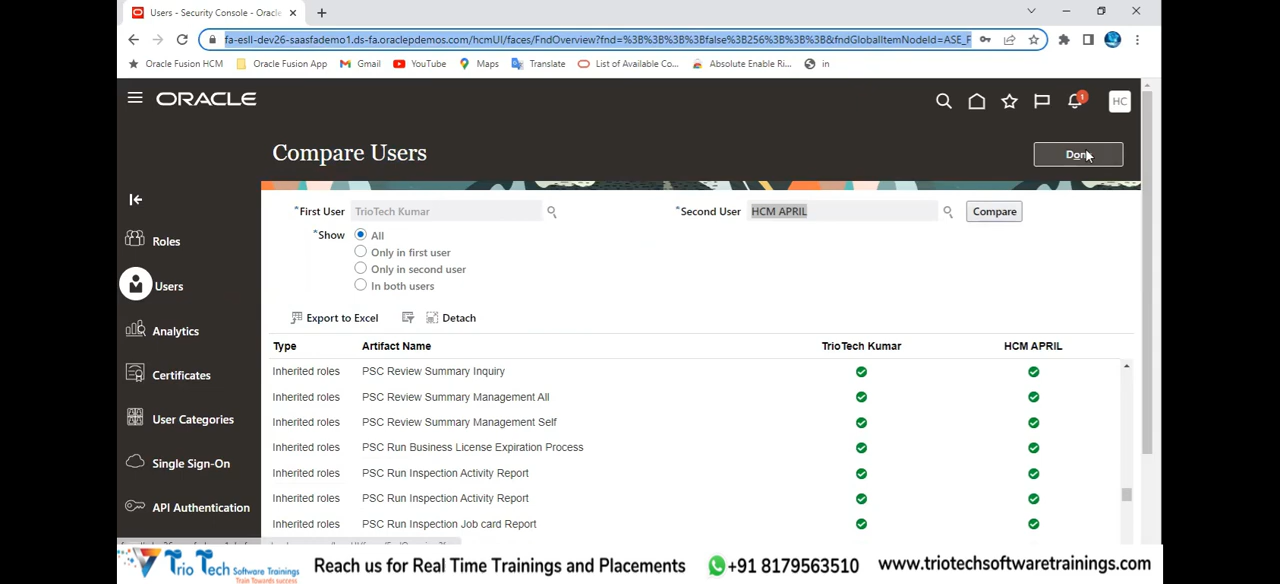 Users - Security Console - Oracle
fa-esll-dev26-saasfademo1.ds-fa.oraclepdemos.com/hcmUI/faces/FndOverview?fnd=%3B%3B%3B%3Bfalse%3B256%3B%3B%3B&fndGlobalItemNodeId=ASE_F
Oracle Fusion HCM Oracle Fusion App Gmail YouTube Maps Translate List of Available Co... Absolute Enable Ri... in
ORACLE 1 HC
Compare Users Done
*First User TrioTech Kumar *Second User HCM APRIL Compare
*Show All
Only in first user
Only in second user
In both users
Roles
Users
Analytics
Certificates
User Categories
Single Sign-On
API Authentication
Export to Excel Detach
Type Artifact Name TrioTech Kumar HCM APRIL
Inherited roles PSC Review Summary Inquiry
Inherited roles PSC Review Summary Management All
Inherited roles PSC Review Summary Management Self
Inherited roles PSC Run Business License Expiration Process
Inherited roles PSC Run Inspection Activity Report
Inherited roles PSC Run Inspection Activity Report
Inherited roles PSC Run Inspection Job card Report
Trio Tech Software Trainings
Train Towards success
Reach us for Real Time Trainings and Placements +91 8179563510 www.triotechsoftwaretrainings.com